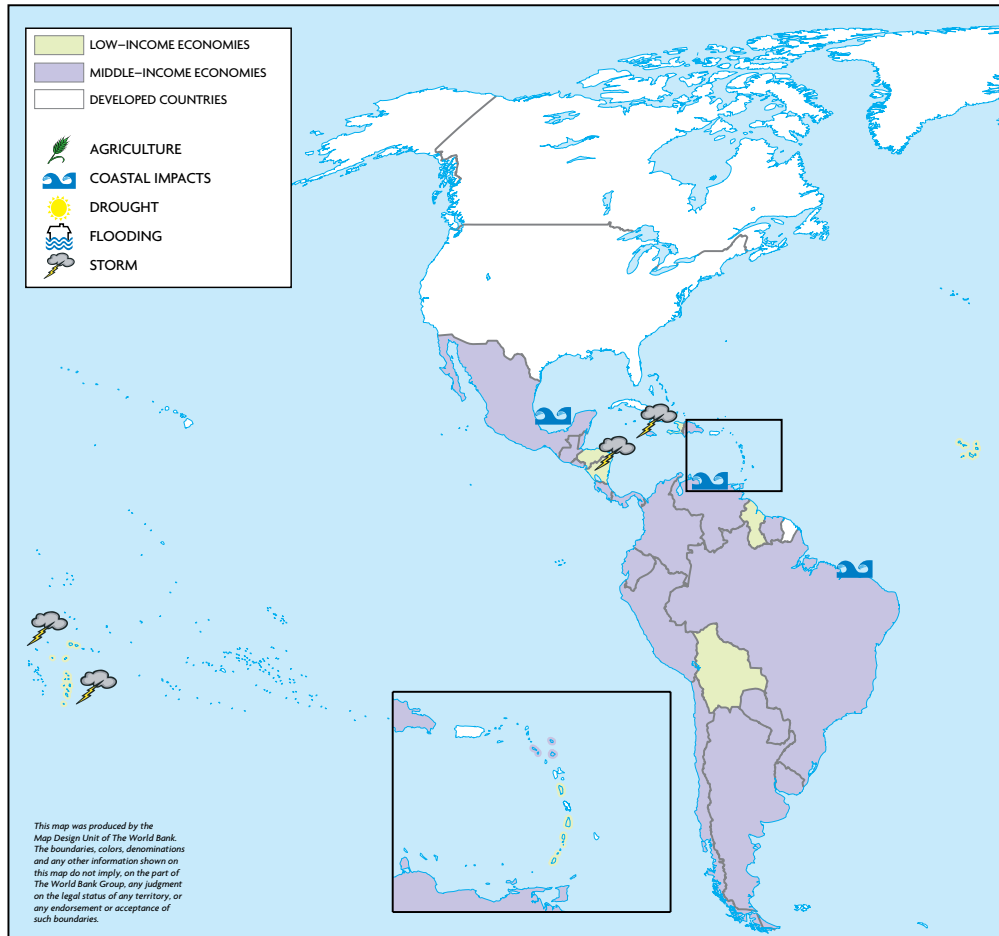 LOW–INCOME ECONOMIES
MIDDLE–INCOME ECONOMIES
DEVELOPED COUNTRIES
AGRICULTURE
COASTAL IMPACTS
DROUGHT
FLOODING
STORM
This map was produced by the
Map Design Unit of The World Bank.
The boundaries, colors, denominations
and any other information shown on
this map do not imply, on the part of
The World Bank Group, any judgment
on the legal status of any territory, or
any endorsement or acceptance of
such boundaries.